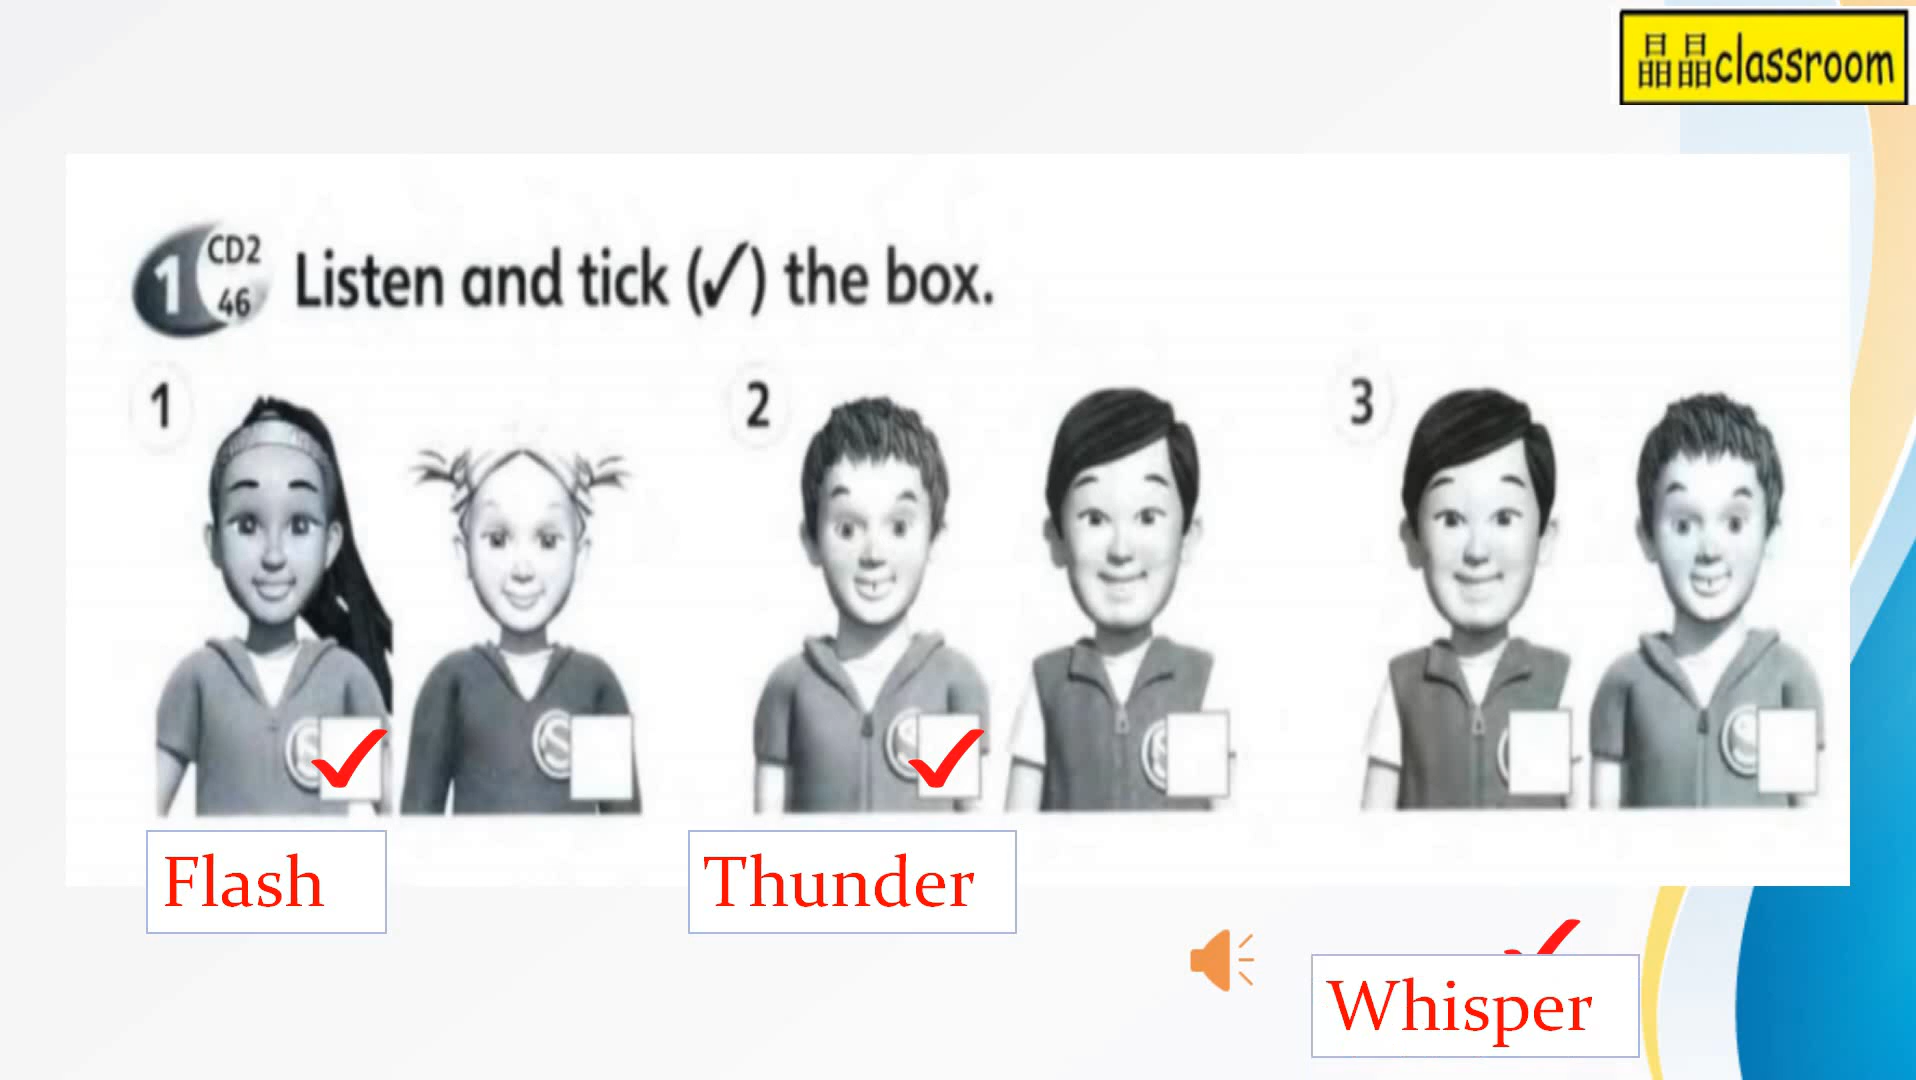 晶晶classroom
1 CD2 46 Listen and tick (✓) the box.
1 2 3
Flash
Thunder
Whisper